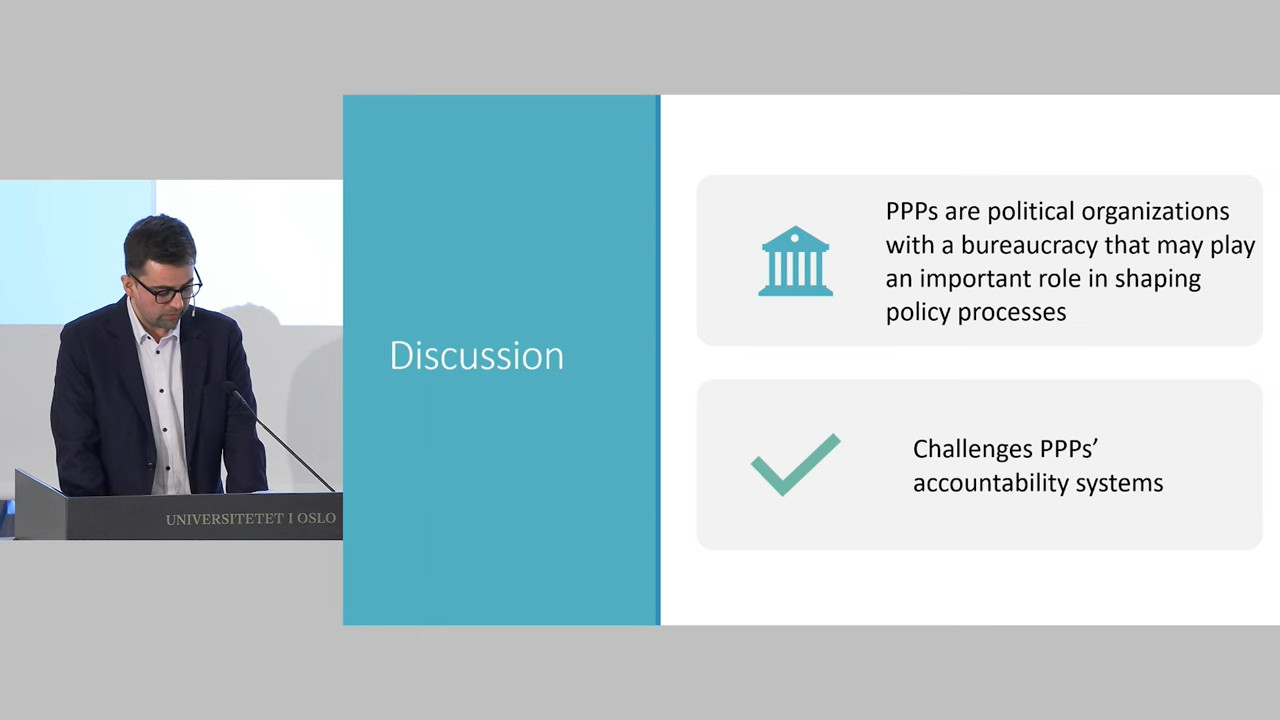 UNIVERSITETET I OSLO
Discussion
PPPs are political organizations
with a bureaucracy that may play
an important role in shaping
policy processes
Challenges PPPs’
accountability systems